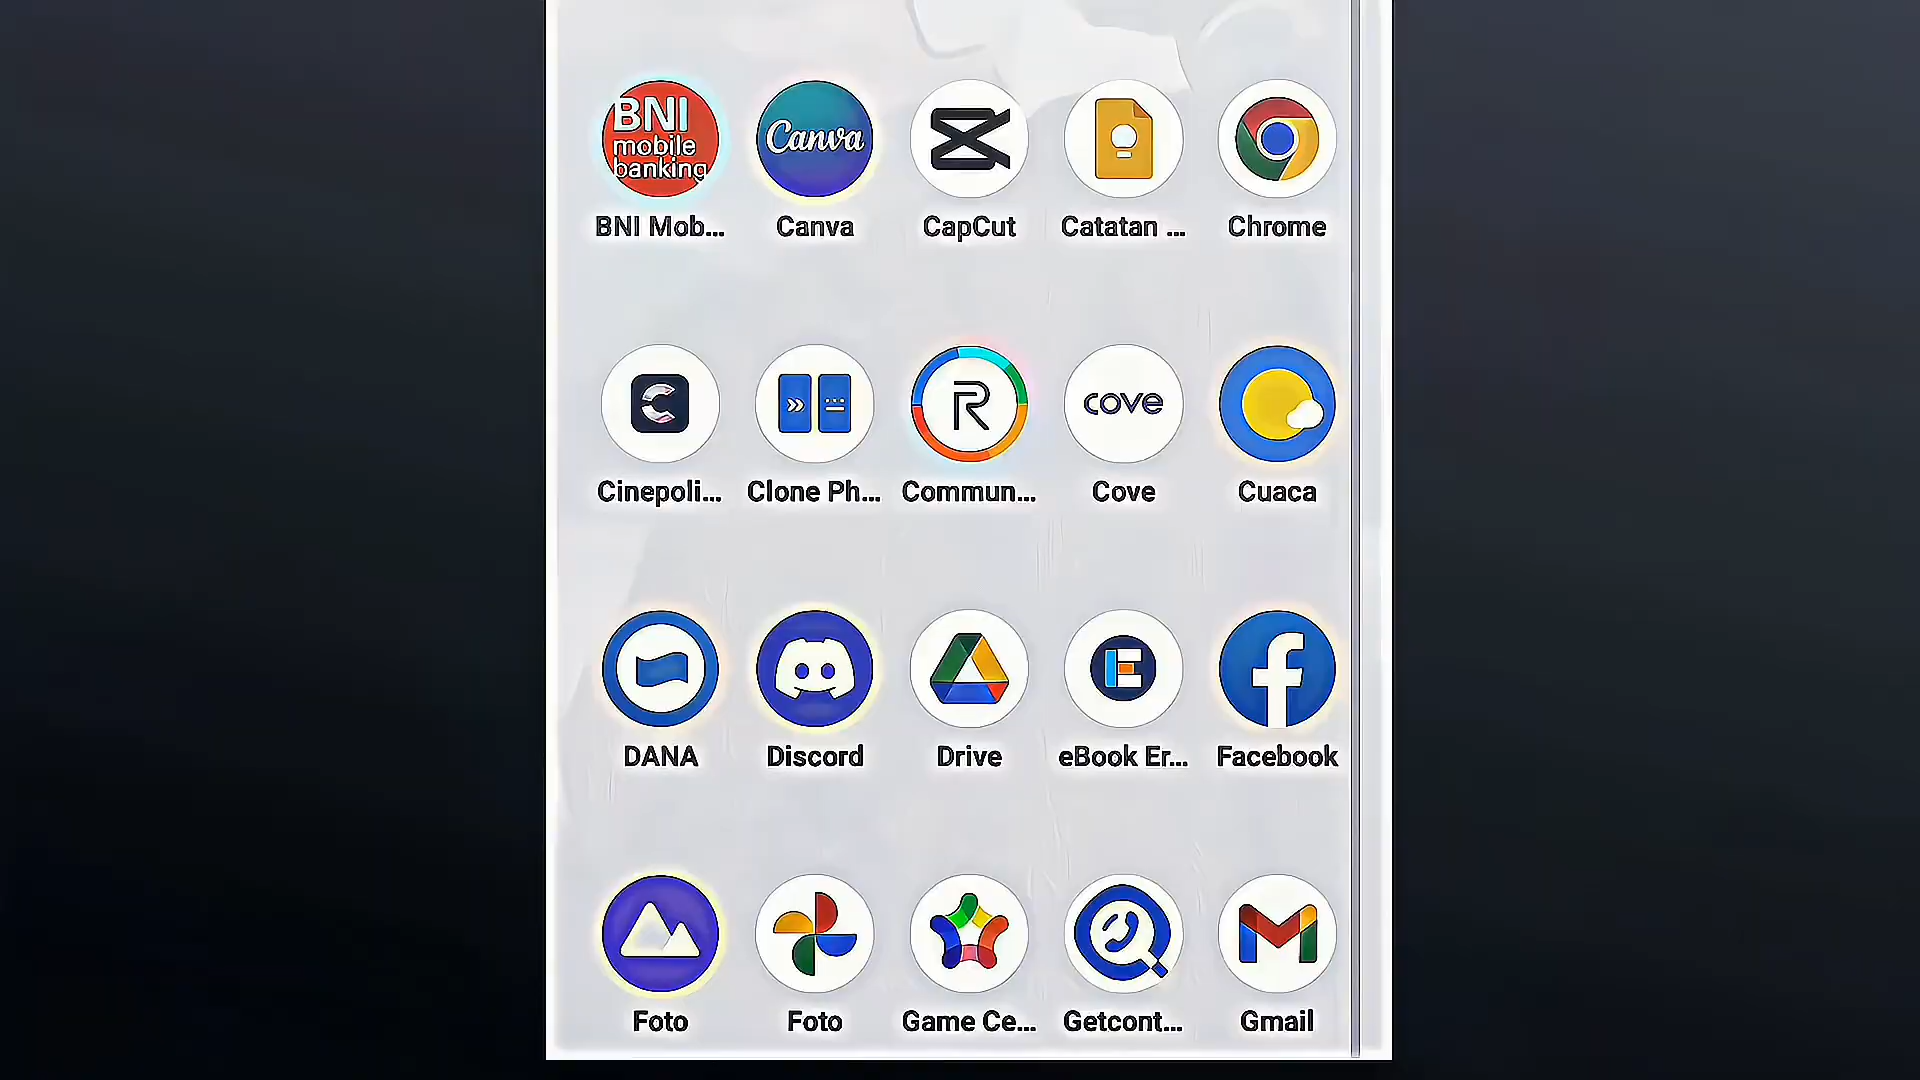 BNI
mobile
banking
Canva
BNI Mob...
Canva
CapCut
Catatan ...
Chrome
C
R
cove
Cinepoli...
Clone Ph...
Commun...
Cove
Cuaca
E
f
DANA
Discord
Drive
eBook Er...
Facebook
Foto
Foto
Game Ce...
Getcont...
Gmail